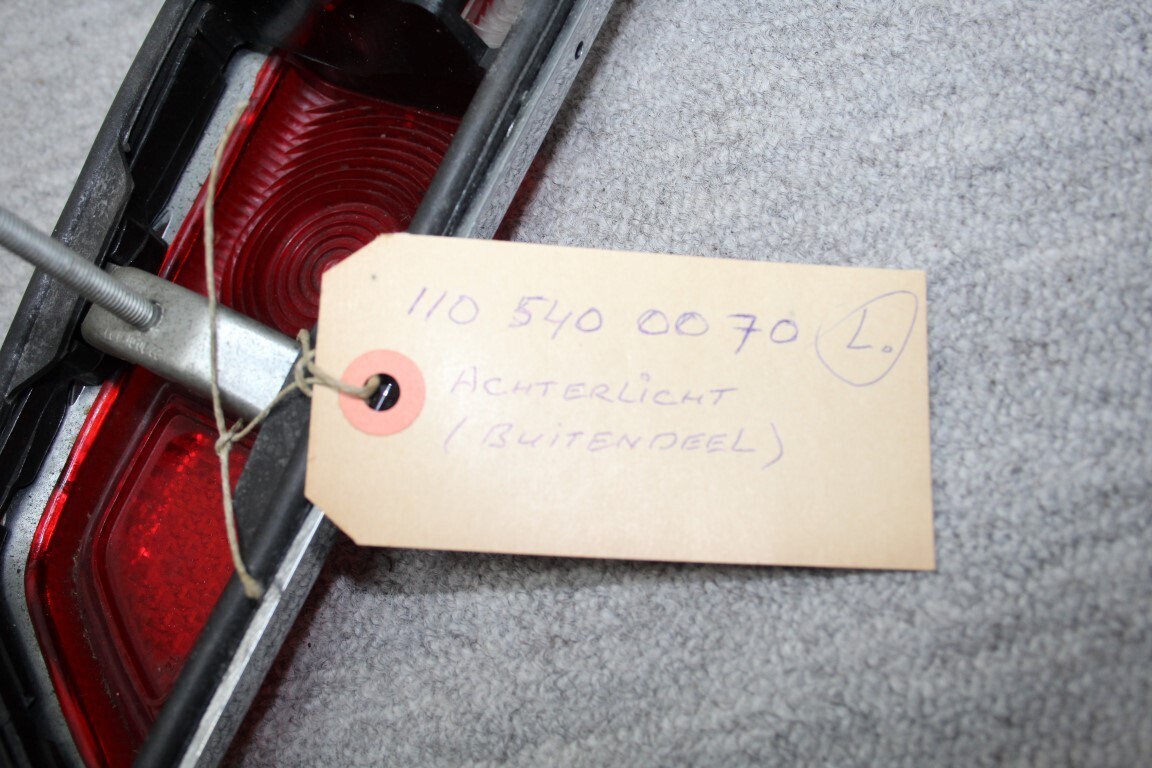 110 540 00 70 L.
ACHTERLICHT
(BUITENDEEL)